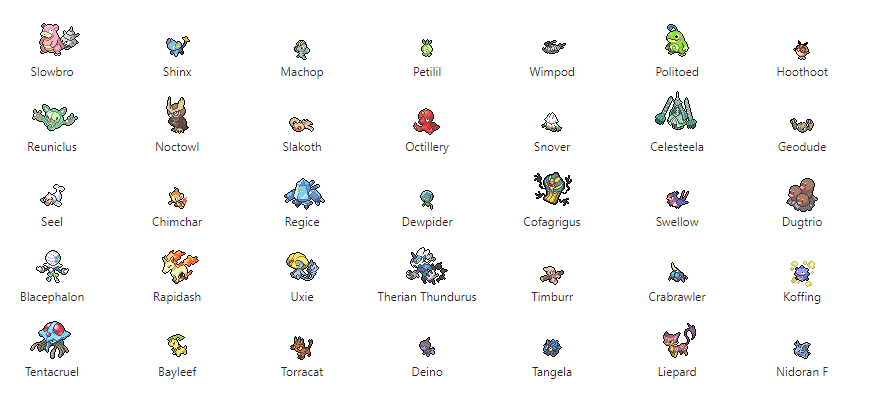 Slowbro Shinx Machop Petilil Wimpod Politoed Hoothoot
Reuniclus Noctowl Slakoth Octillery Snover Celesteela Geodude
Seel Chimchar Regice Dewpider Cofagrigus Swellow Dugtrio
Blacephalon Rapidash Uxie Therian Thundurus Timburr Crabrawler Koffing
Tentacruel Bayleef Torracat Deino Tangela Liepard Nidoran F